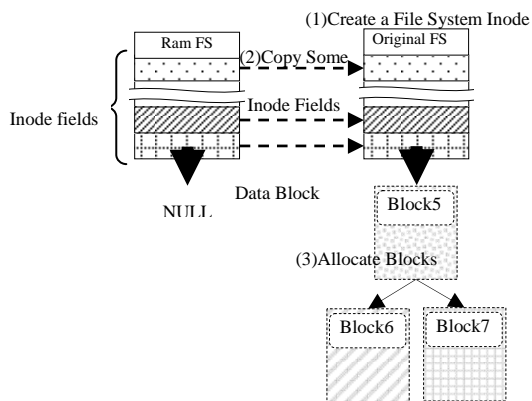 (1)Create a File System Inode
Ram FS
Original FS
(2)Copy Some
Inode fields
Inode Fields
Data Block
NULL
Block5
(3)Allocate Blocks
Block6
Block7